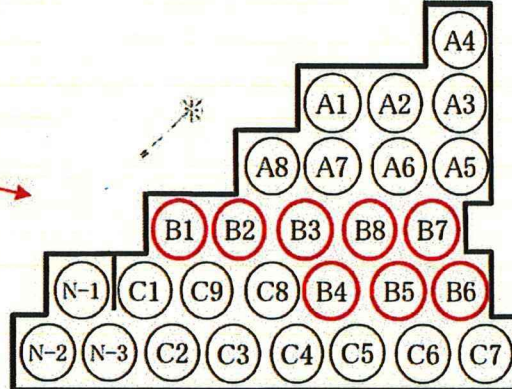 A4
A1 A2 A3
A8 A7 A6 A5
B1 B2 B3 B8 B7
N-1 C1 C9 C8 B4 B5 B6
N-2 N-3 C2 C3 C4 C5 C6 C7